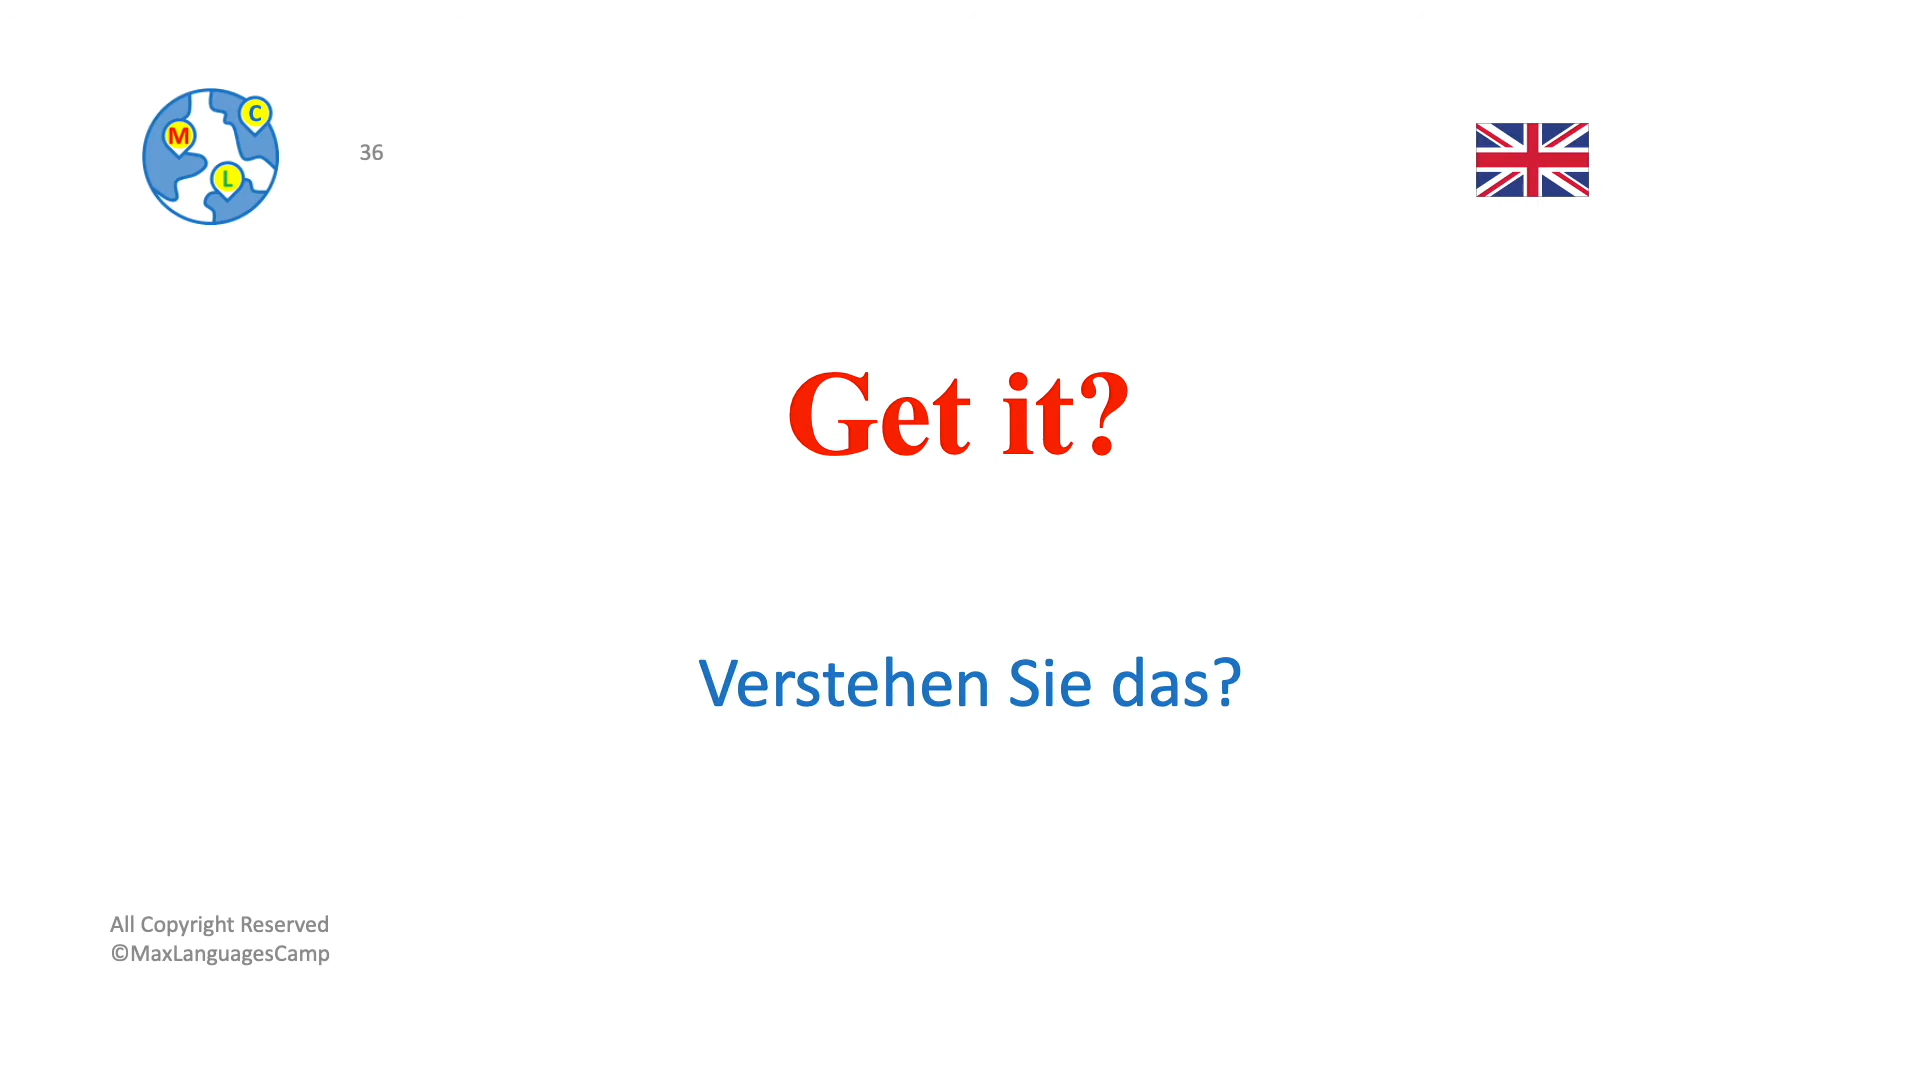 M
C
L
36
Get it?
Verstehen Sie das?
All Copyright Reserved
©MaxLanguagesCamp